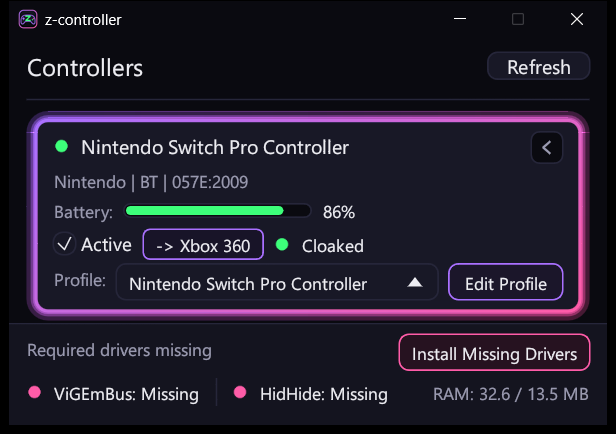 z-controller
Controllers
Refresh
Nintendo Switch Pro Controller
Nintendo | BT | 057E:2009
Battery: 86%
Active -> Xbox 360 Cloaked
Profile: Nintendo Switch Pro Controller Edit Profile
Required drivers missing Install Missing Drivers
ViGEmBus: Missing HidHide: Missing RAM: 32.6 / 13.5 MB